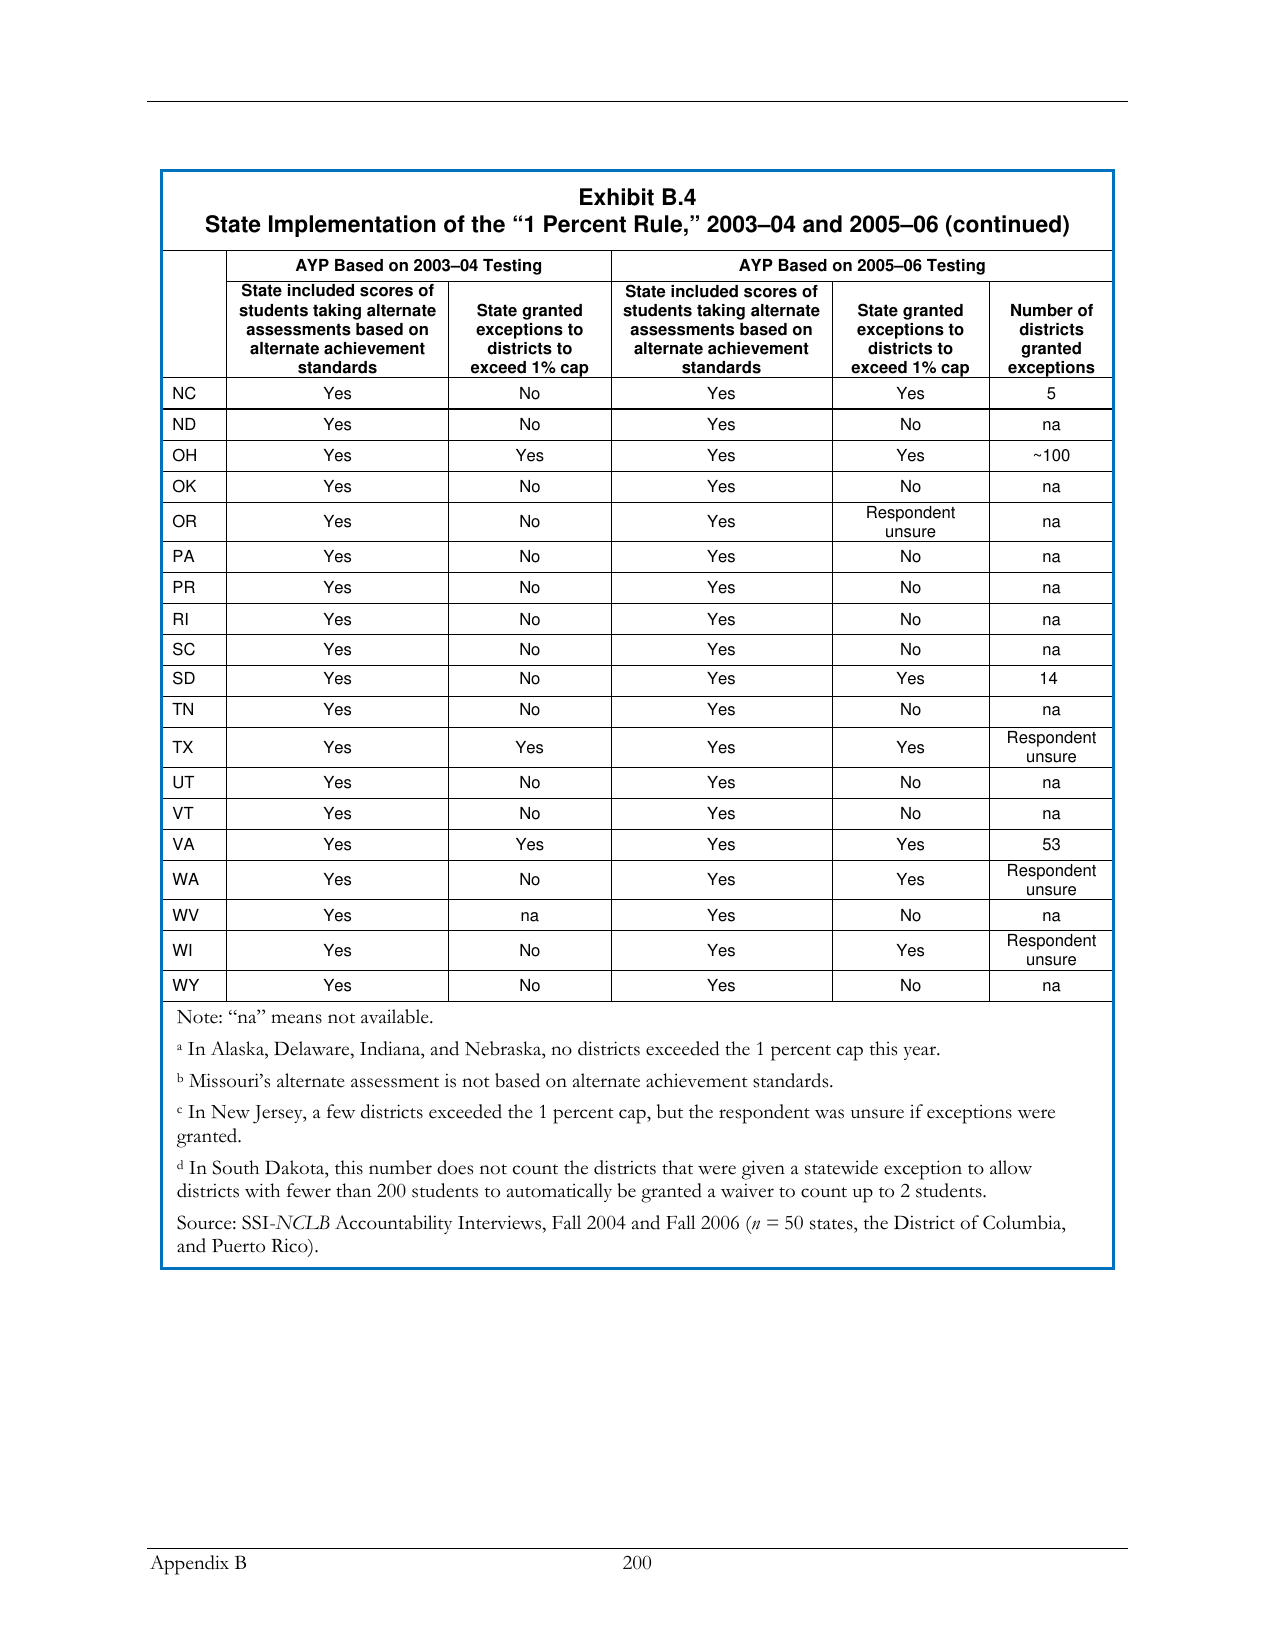 Exhibit B.4
State Implementation of the “1 Percent Rule,” 2003–04 and 2005–06 (continued)
AYP Based on 2003–04 Testing AYP Based on 2005–06 Testing
State included scores of students taking alternate assessments based on alternate achievement standards State granted exceptions to districts to exceed 1% cap State included scores of students taking alternate assessments based on alternate achievement standards State granted exceptions to districts to exceed 1% cap Number of districts granted exceptions
NC Yes No Yes Yes 5
ND Yes No Yes No na
OH Yes Yes Yes Yes ~100
OK Yes No Yes No na
OR Yes No Yes Respondent unsure na
PA Yes No Yes No na
PR Yes No Yes No na
RI Yes No Yes No na
SC Yes No Yes No na
SD Yes No Yes Yes 14
TN Yes No Yes No na
TX Yes Yes Yes Yes Respondent unsure
UT Yes No Yes No na
VT Yes No Yes No na
VA Yes Yes Yes Yes 53
WA Yes No Yes Yes Respondent unsure
WV Yes na Yes No na
WI Yes No Yes Yes Respondent unsure
WY Yes No Yes No na
Note: “na” means not available.
a In Alaska, Delaware, Indiana, and Nebraska, no districts exceeded the 1 percent cap this year.
b Missouri’s alternate assessment is not based on alternate achievement standards.
c In New Jersey, a few districts exceeded the 1 percent cap, but the respondent was unsure if exceptions were
granted.
d In South Dakota, this number does not count the districts that were given a statewide exception to allow
districts with fewer than 200 students to automatically be granted a waiver to count up to 2 students.
Source: SSI-NCLB Accountability Interviews, Fall 2004 and Fall 2006 (n = 50 states, the District of Columbia,
and Puerto Rico).
Appendix B 200